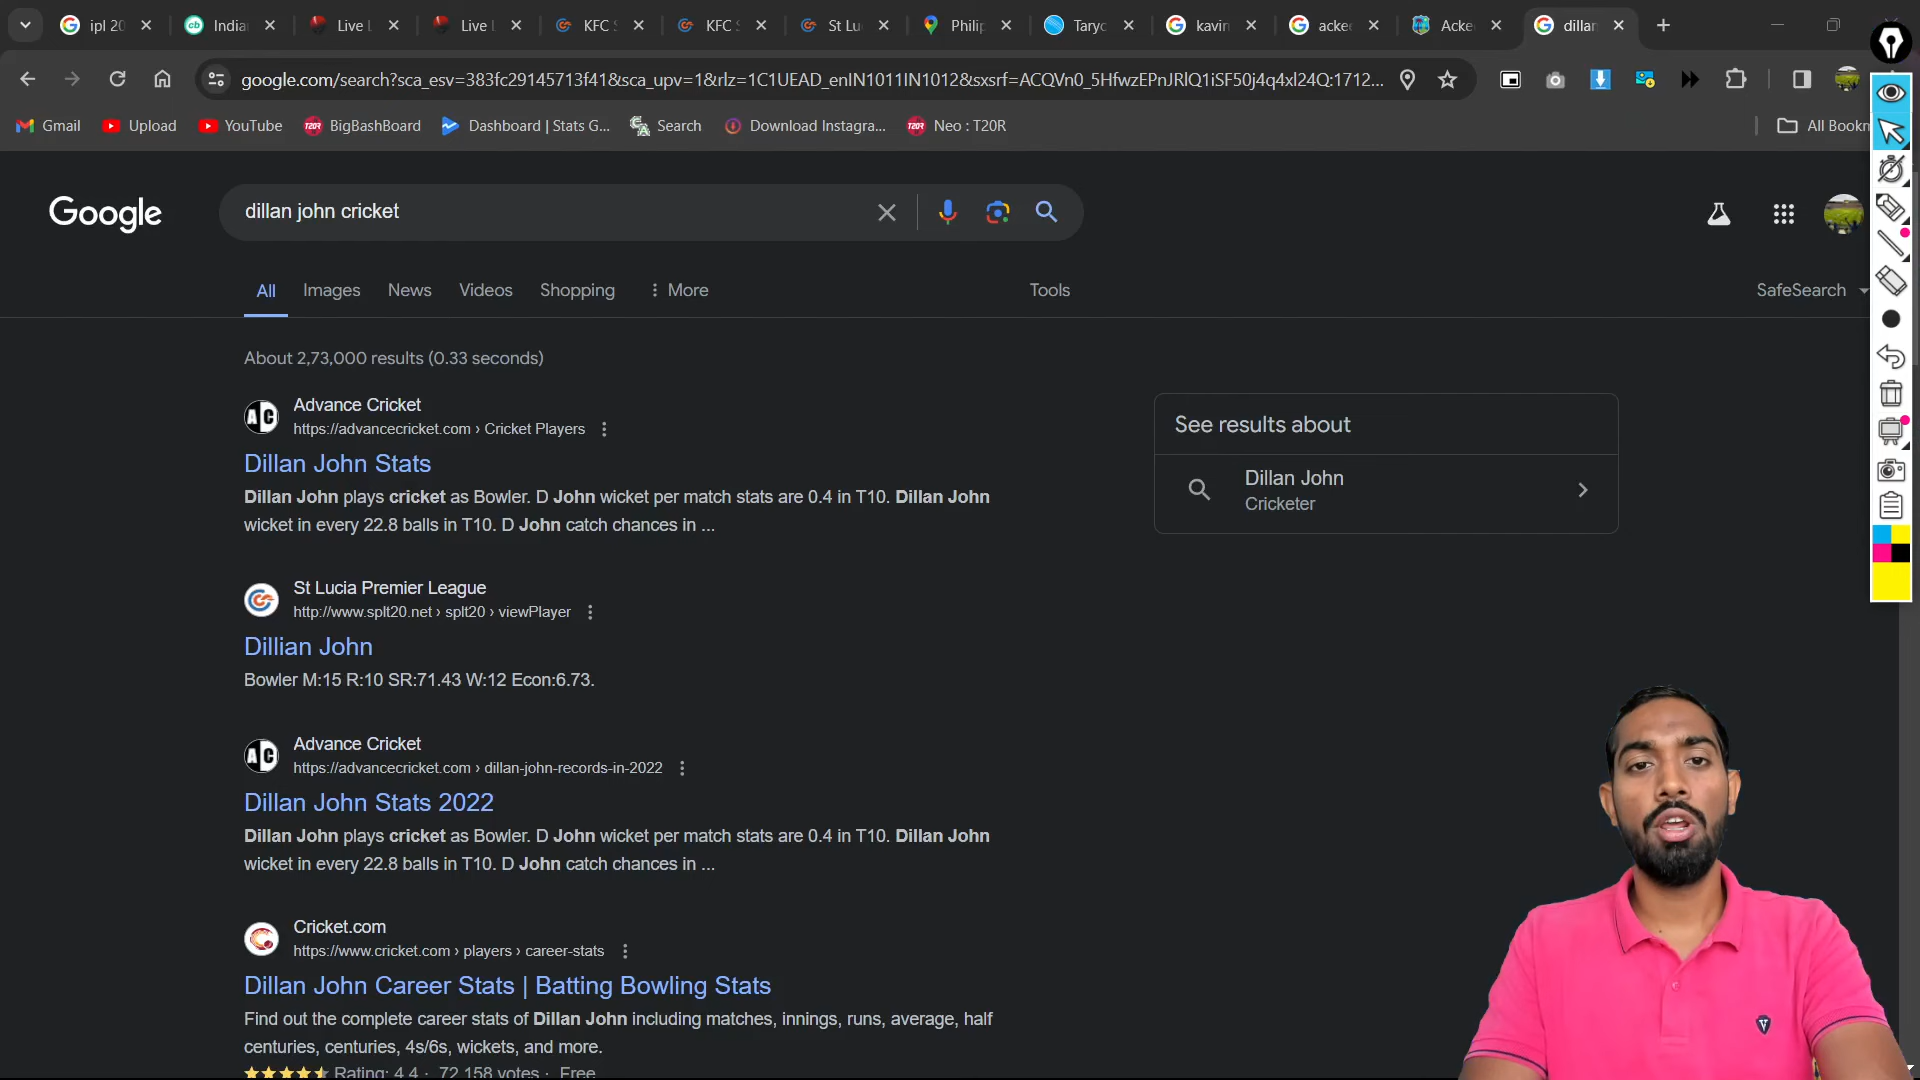 ipl 20
India
Live L
Live L
KFC S
KFC S
St Lu
Philip
Taryc
kavin
acke
Acke
dillan
google.com/search?sca_esv=383fc29145713f41&sca_upv=1&rlz=1C1UEAD_enIN1011IN1012&sxsrf=ACQVn0_5HfwzEPnJRlQ1iSF50j4q4xl24Q:1712...
Gmail
Upload
YouTube
BigBashBoard
Dashboard | Stats G...
Search
Download Instagra...
Neo : T20R
All Bookm
Google
dillan john cricket
All
Images
News
Videos
Shopping
More
Tools
SafeSearch
About 2,73,000 results (0.33 seconds)
AC
Advance Cricket
https://advancecricket.com › Cricket Players
Dillan John Stats
Dillan John plays cricket as Bowler. D John wicket per match stats are 0.4 in T10. Dillan John
wicket in every 22.8 balls in T10. D John catch chances in ...
See results about
Dillan John
Cricketer
St Lucia Premier League
http://www.splt20.net › splt20 › viewPlayer
Dillian John
Bowler M:15 R:10 SR:71.43 W:12 Econ:6.73.
AC
Advance Cricket
https://advancecricket.com › dillan-john-records-in-2022
Dillan John Stats 2022
Dillan John plays cricket as Bowler. D John wicket per match stats are 0.4 in T10. Dillan John
wicket in every 22.8 balls in T10. D John catch chances in ...
Cricket.com
https://www.cricket.com › players › career-stats
Dillan John Career Stats | Batting Bowling Stats
Find out the complete career stats of Dillan John including matches, innings, runs, average, half
centuries, centuries, 4s/6s, wickets, and more.
Rating: 4.4 · 72,158 votes · Free